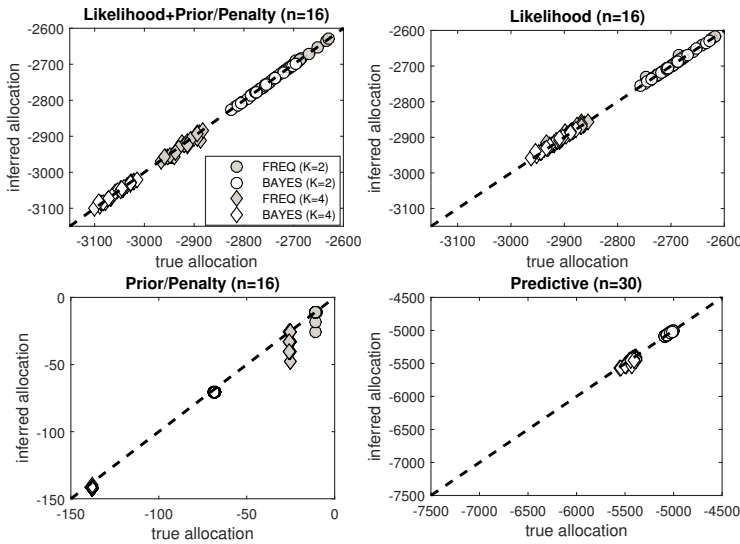 Likelihood+Prior/Penalty (n=16)
-2600
-2700
-2800
-2900
-3000
-3100
inferred allocation
-3100 -3000 -2900 -2800 -2700 -2600
true allocation
FREQ (K=2)
BAYES (K=2)
FREQ (K=4)
BAYES (K=4)
Likelihood (n=16)
-2600
-2700
-2800
-2900
-3000
-3100
inferred allocation
-3100 -3000 -2900 -2800 -2700 -2600
true allocation
Prior/Penalty (n=16)
0
-50
-100
-150
inferred allocation
-150 -100 -50 0
true allocation
Predictive (n=30)
-4500
-5000
-5500
-6000
-6500
-7000
-7500
inferred allocation
-7500 -7000 -6500 -6000 -5500 -5000 -4500
true allocation